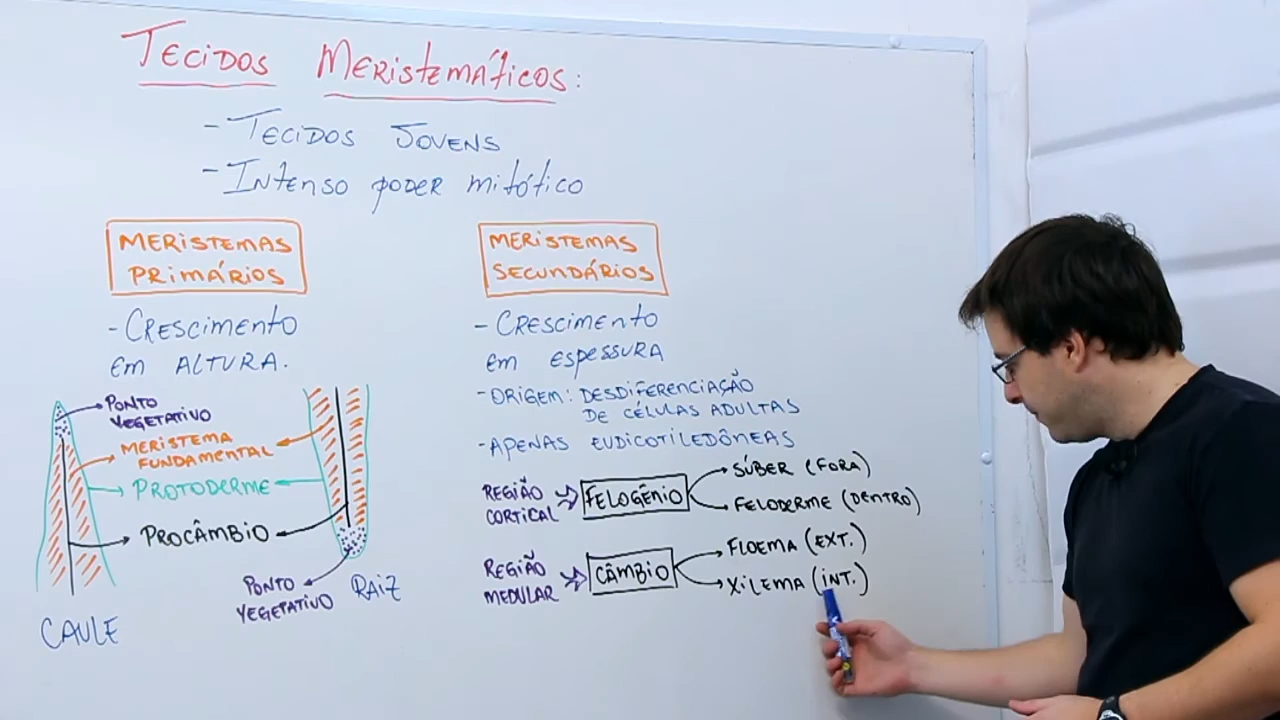 TECIDOS MERISTEMÁTICOS:
- TECIDOS JOVENS
- INTENSO PODER MITÓTICO
MERISTEMAS
PRIMÁRIOS
- CRESCIMENTO
EM ALTURA.
PONTO
VEGETATIVO
MERISTEMA
FUNDAMENTAL
PROTODERME
PROCÂMBIO
PONTO
VEGETATIVO
RAIZ
CAULE
MERISTEMAS
SECUNDÁRIOS
- CRESCIMENTO
EM ESPESSURA
- ORIGEM: DESDIFERENCIAÇÃO
DE CÉLULAS ADULTAS
- APENAS EUDICOTILEDÔNEAS
REGIÃO
CORTICAL
FELOGÊNIO
SÚBER (FORA)
FELODERME (DENTRO)
REGIÃO
MEDULAR
CÂMBIO
FLOEMA (EXT.)
XILEMA (INT.)